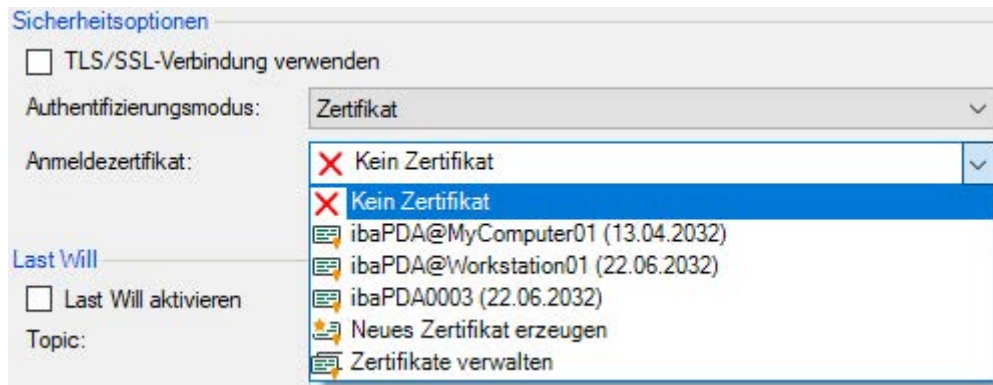 Sicherheitsoptionen
TLS/SSL-Verbindung verwenden
Authentifizierungsmodus: Zertifikat
Anmeldezertifikat: Kein Zertifikat
Kein Zertifikat
ibaPDA@MyComputer01 (13.04.2032)
ibaPDA@Workstation01 (22.06.2032)
ibaPDA0003 (22.06.2032)
Neues Zertifikat erzeugen
Zertifikate verwalten
Last Will
Last Will aktivieren
Topic: